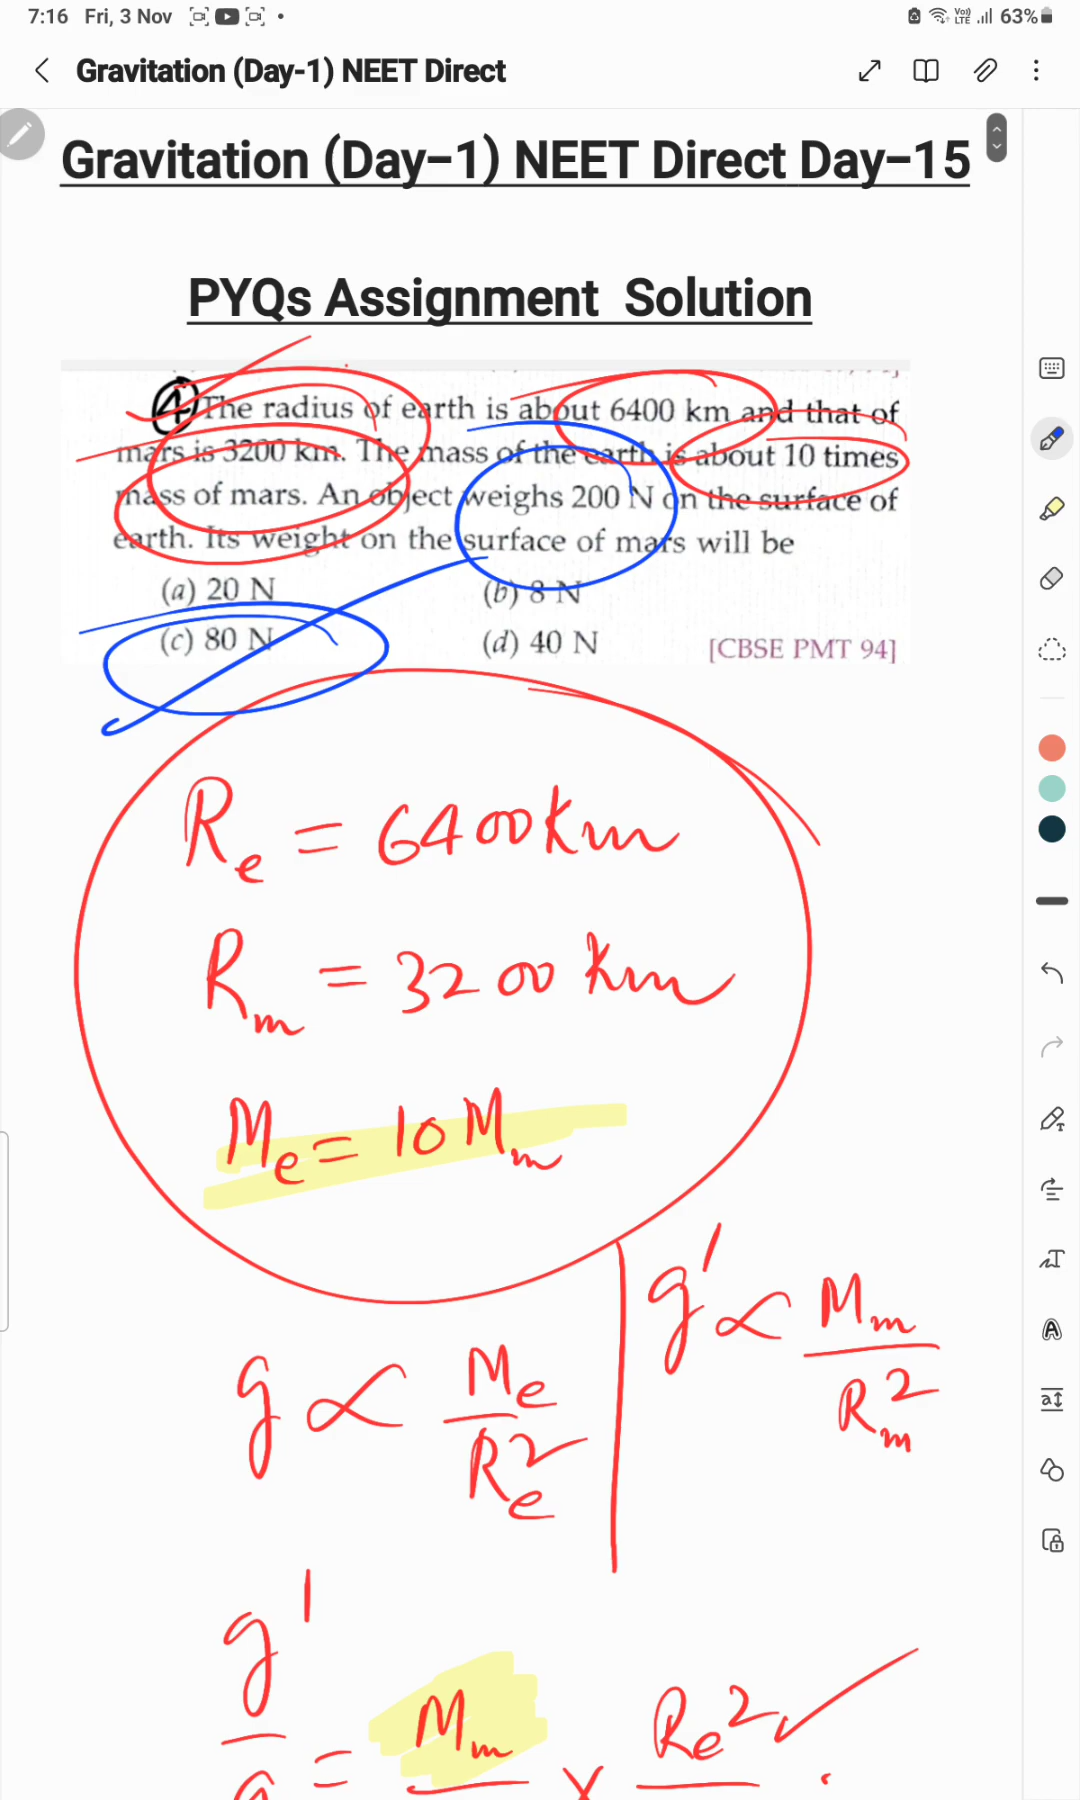 7:16 Fri, 3 Nov 63%
Gravitation (Day-1) NEET Direct
Gravitation (Day-1) NEET Direct Day-15
PYQs Assignment Solution
4 The radius of earth is about 6400 km and that of
mars is 3200 km. The mass of the earth is about 10 times
mass of mars. An object weighs 200 N on the surface of
earth. Its weight on the surface of mars will be
(a) 20 N (b) 8 N
(c) 80 N (d) 40 N [CBSE PMT 94]
Re = 6400 km
Rm = 3200 km
Me = 10 Mm
g ∝ Me/Re² | g' ∝ Mm/Rm²
g'/g = Mm × Re²